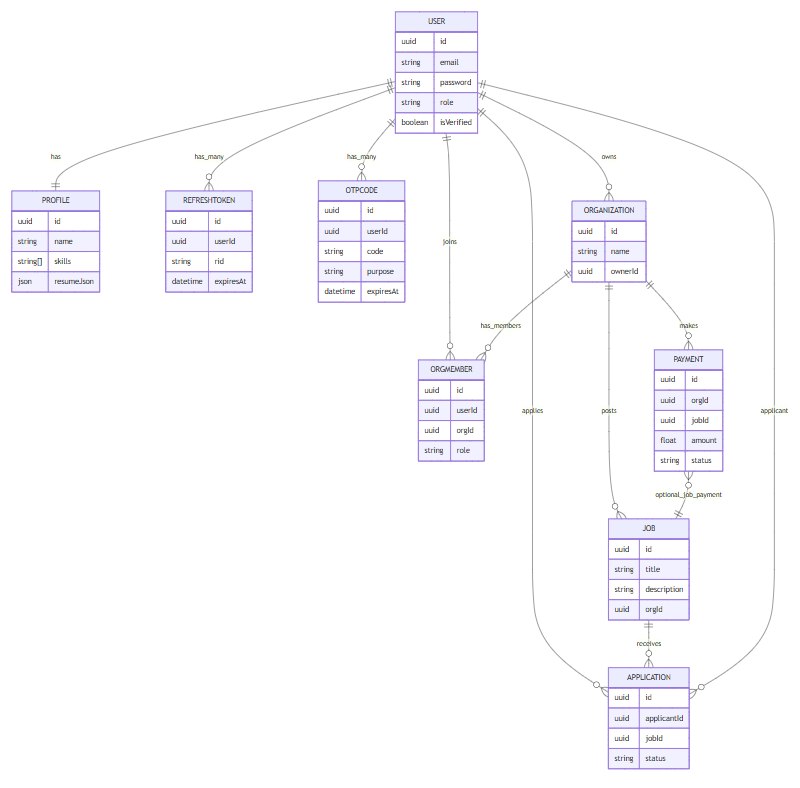 USER
uuid id
string email
string password
string role
boolean isVerified
has
has_many
has_many
owns
PROFILE
uuid id
string name
string[] skills
json resumeJson
REFRESHTOKEN
uuid id
uuid userId
string rid
datetime expiresAt
OTPCODE
uuid id
uuid userId
string code
purpose string
datetime expiresAt
ORGANIZATION
uuid id
string name
uuid ownerId
joins
has_members
makes
ORGMEMBER
uuid id
uuid userId
uuid orgId
string role
PAYMENT
uuid id
uuid orgId
uuid jobId
float amount
string status
applies
posts
applicant
optional_job_payment
JOB
uuid id
string title
string description
uuid orgId
receives
APPLICATION
uuid id
uuid applicantId
uuid jobId
string status